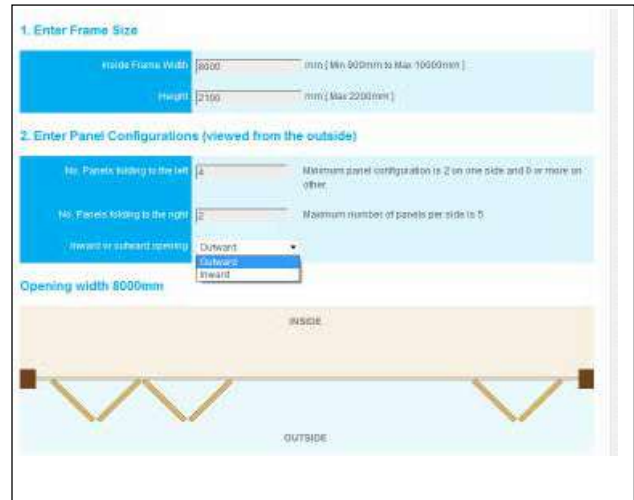 1. Enter Frame Size
Inside Frame Width 8000 mm [ Min 900mm to Max 10000mm ]
Height 2100 mm [ Max 2200mm ]
2. Enter Panel Configurations (viewed from the outside)
No. Panels folding to the left 4 Minimum panel configuration is 2 on one side and 0 or more on
other.
No. Panels folding to the right 2 Maximum number of panels per side is 5
Inward or outward opening Outward
Outward
Inward
Opening width 8000mm
INSIDE
OUTSIDE